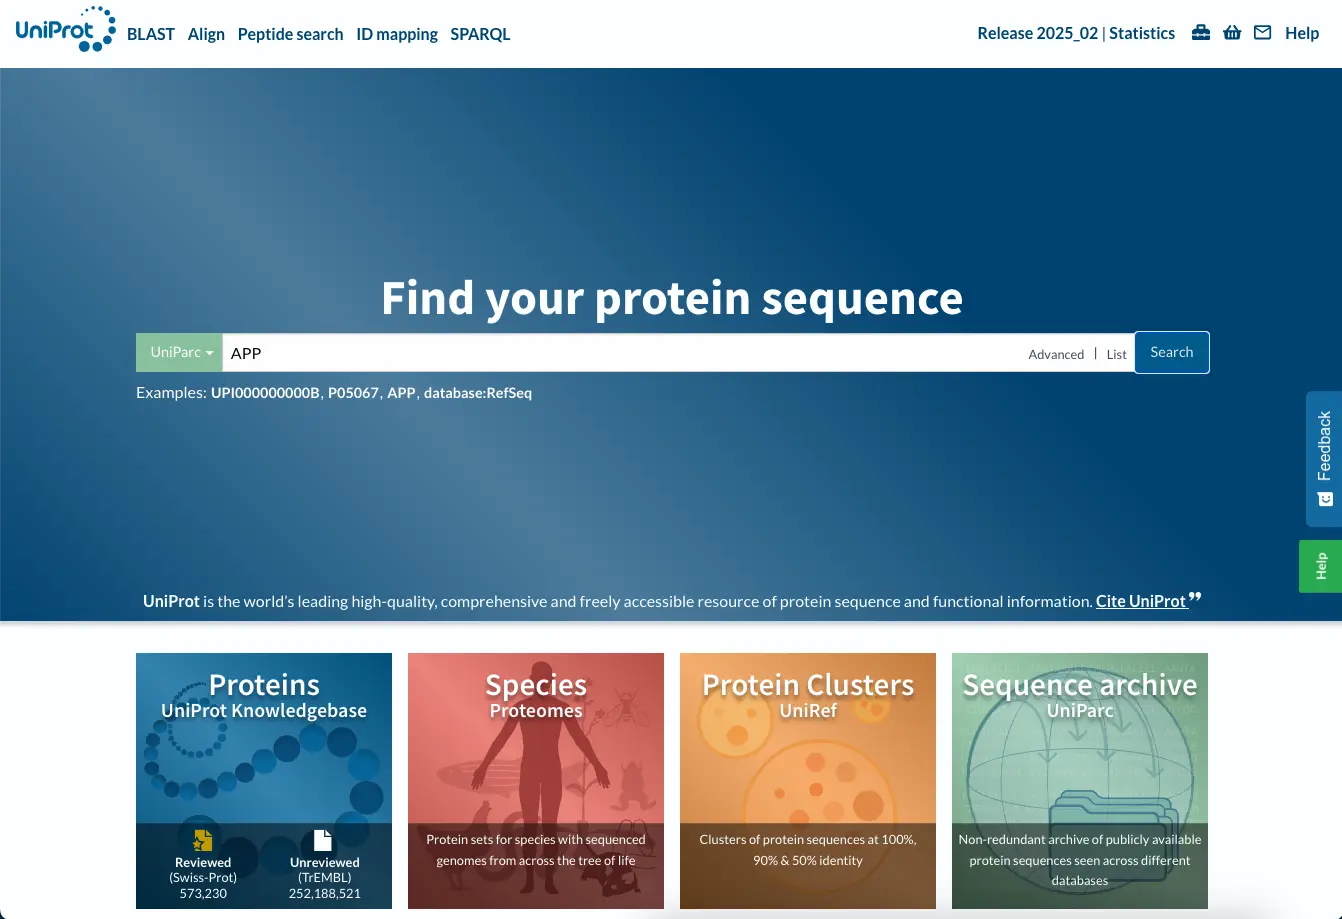 UniProt BLAST Align Peptide search ID mapping SPARQL Release 2025_02 | Statistics Help
Find your protein sequence
UniParc APP Advanced | List Search
Examples: UPI000000000B, P05067, APP, database:RefSeq
Feedback
Help
UniProt is the world's leading high-quality, comprehensive and freely accessible resource of protein sequence and functional information. Cite UniProt ”
Proteins
UniProt Knowledgebase
Reviewed
(Swiss-Prot)
573,230
Unreviewed
(TrEMBL)
252,188,521
Species
Proteomes
Protein sets for species with sequenced
genomes from across the tree of life
Protein Clusters
UniRef
Clusters of protein sequences at 100%,
90% & 50% identity
Sequence archive
UniParc
Non-redundant archive of publicly available
protein sequences seen across different
databases